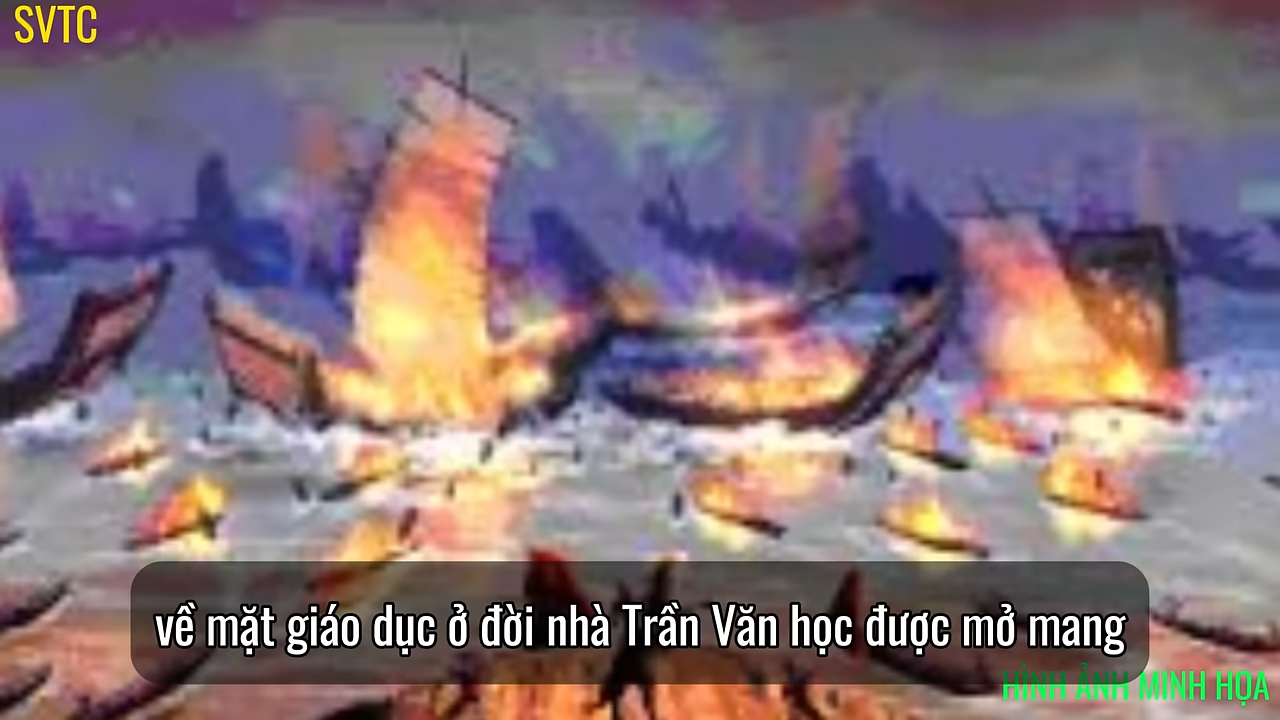 SVTC
về mặt giáo dục ở đời nhà Trần Văn học được mở mang
HÌNH ẢNH MINH HỌA